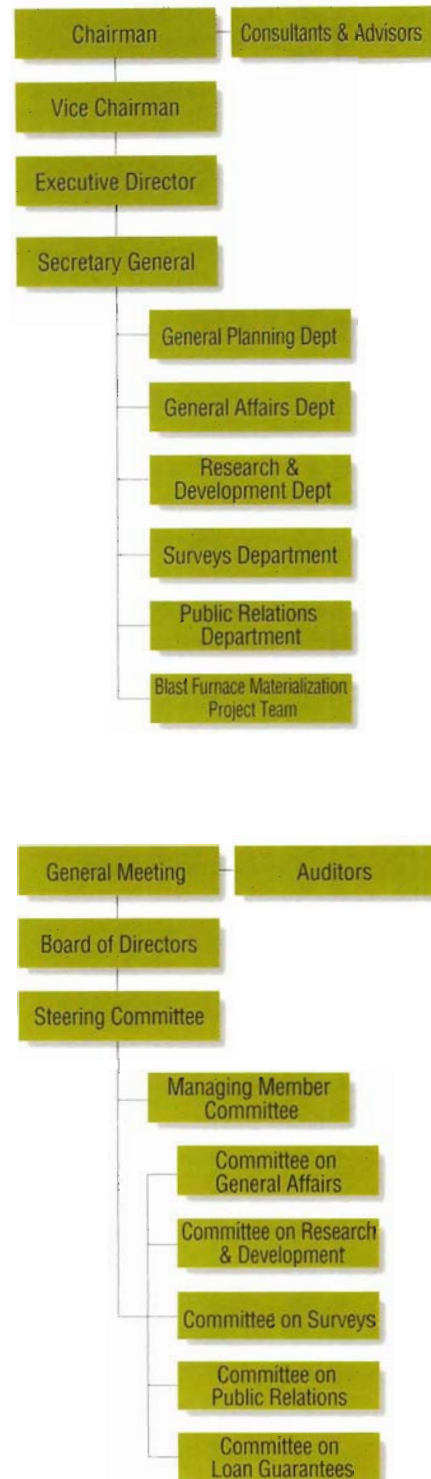 Chairman
Consultants & Advisors
Vice Chairman
Executive Director
Secretary General
General Planning Dept
General Affairs Dept
Research &
Development Dept
Surveys Department
Public Relations
Department
Blast Furnace Materialization
Project Team
General Meeting
Auditors
Board of Directors
Steering Committee
Managing Member
Committee
Committee on
General Affairs
Committee on Research
& Development
Committee on Surveys
Committee on
Public Relations
Committee on
Loan Guarantees